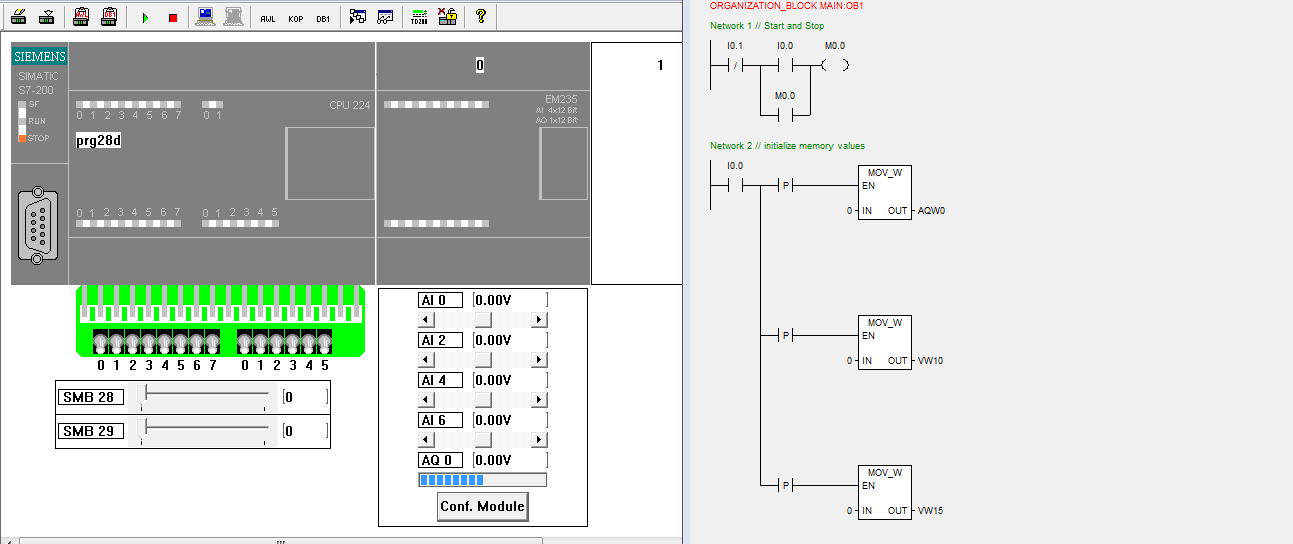 AWL KOP DB1 TD200 ?
SIEMENS
SIMATIC
S7-200
SF
RUN
STOP
0 1 2 3 4 5 6 7 0 1
CPU 224
prg28d
0 1 2 3 4 5 6 7 0 1 2 3 4 5
0
EM235
AI 4x12 Bit
AQ 1x12 Bit
1
0 1 2 3 4 5 6 7 0 1 2 3 4 5
SMB 28 [0 ]
SMB 29 [0 ]
AI 0 [0.00V ]
AI 2 [0.00V ]
AI 4 [0.00V ]
AI 6 [0.00V ]
AQ 0 [0.00V ]
Conf. Module
ORGANIZATION_BLOCK MAIN:OB1
Network 1 // Start and Stop
I0.1 I0.0 M0.0
/
M0.0
Network 2 // initialize memory values
I0.0
P
MOV_W
EN
0 IN OUT AQW0
P
MOV_W
EN
0 IN OUT VW10
P
MOV_W
EN
0 IN OUT VW15